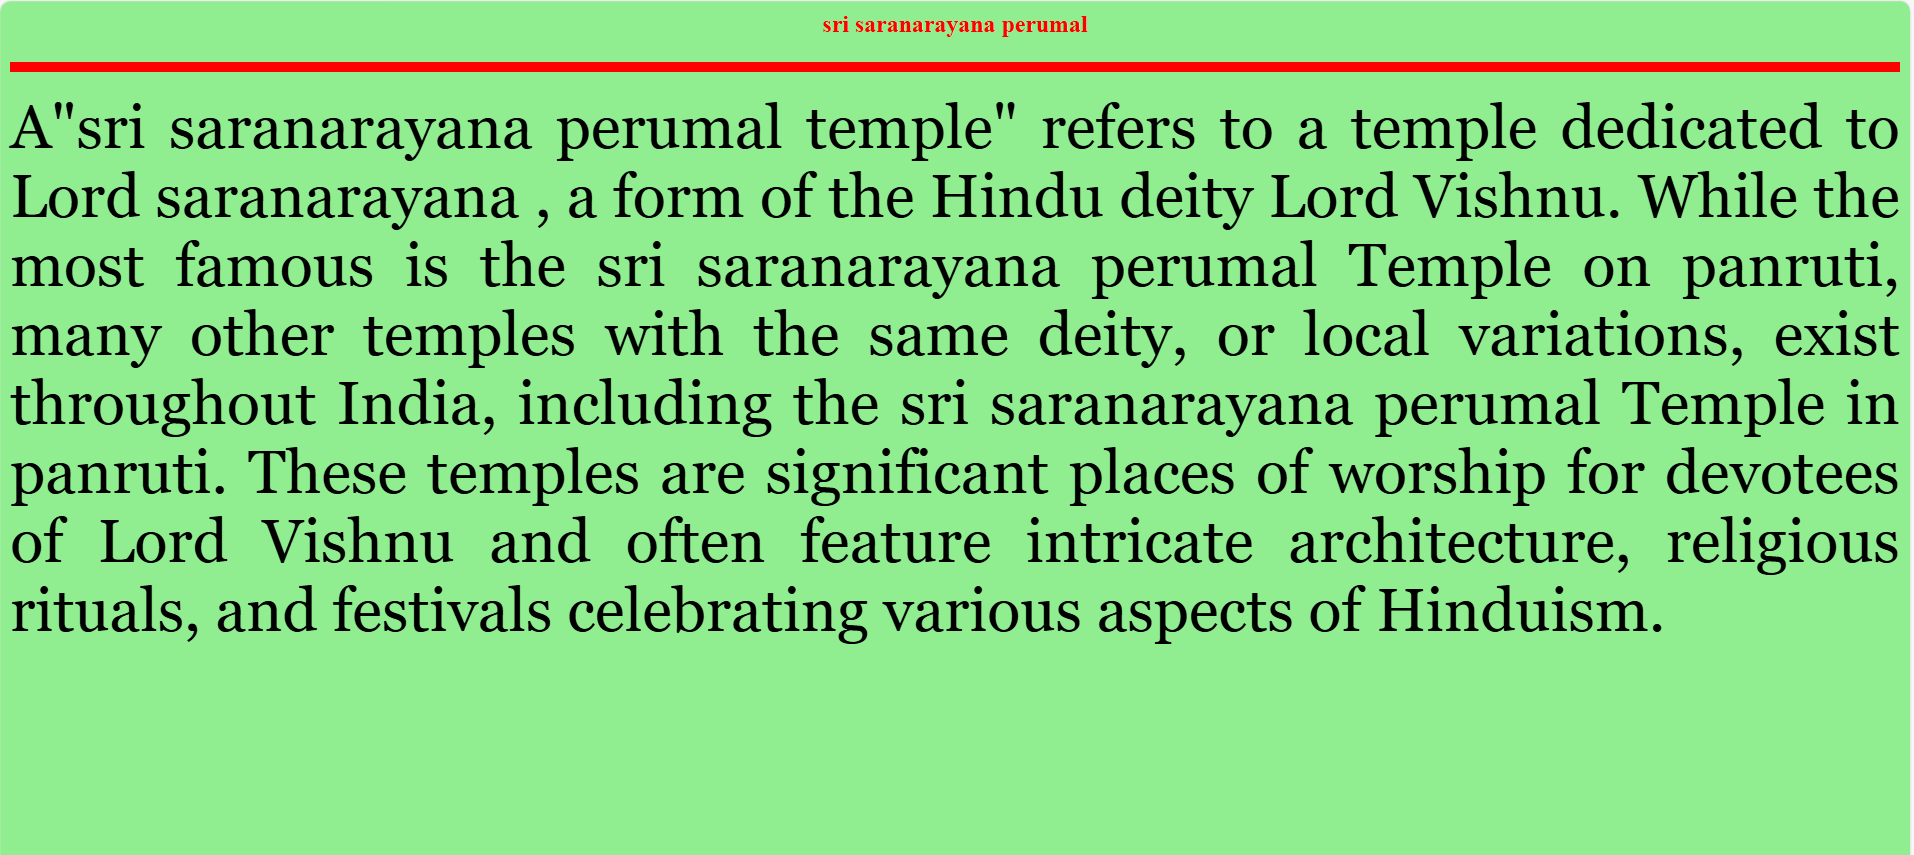 sri saranarayana perumal
A"sri saranarayana perumal temple" refers to a temple dedicated to
Lord saranarayana , a form of the Hindu deity Lord Vishnu. While the
most famous is the sri saranarayana perumal Temple on panruti,
many other temples with the same deity, or local variations, exist
throughout India, including the sri saranarayana perumal Temple in
panruti. These temples are significant places of worship for devotees
of Lord Vishnu and often feature intricate architecture, religious
rituals, and festivals celebrating various aspects of Hinduism.